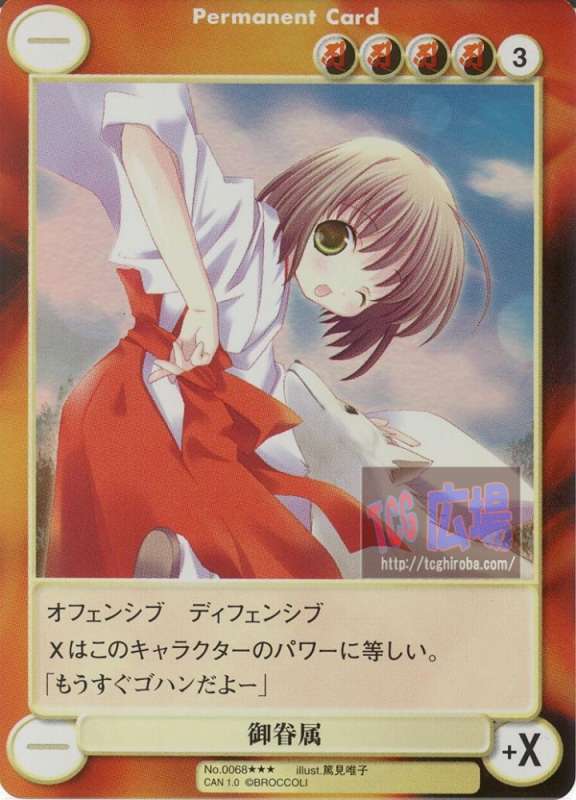 Permanent Card
3
TCG 広場
http://tcghiroba.com/
オフェンシブ　ディフェンシブ
Xはこのキャラクターのパワーに等しい。
「もうすぐゴハンだよー」
御眷属
+X
No.0068★★★　illust.篤見唯子
CAN 1.0 ©BROCCOLI